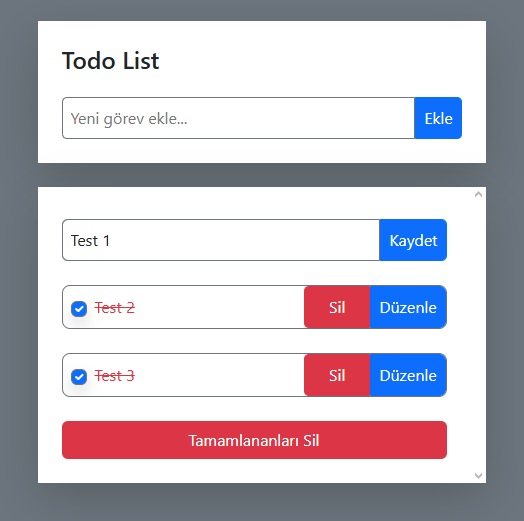 Todo List
Yeni görev ekle... Ekle
Test 1 Kaydet
Test 2 Sil Düzenle
Test 3 Sil Düzenle
Tamamlananları Sil